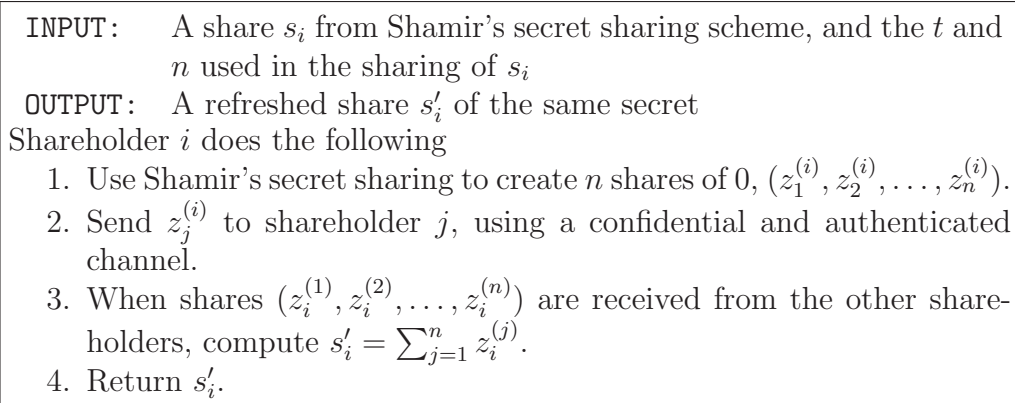 INPUT: A share s_i from Shamir's secret sharing scheme, and the t and
n used in the sharing of s_i
OUTPUT: A refreshed share s'_i of the same secret
Shareholder i does the following
1. Use Shamir's secret sharing to create n shares of 0, (z_1^{(i)}, z_2^{(i)}, . . . , z_n^{(i)}).
2. Send z_j^{(i)} to shareholder j, using a confidential and authenticated
channel.
3. When shares (z_i^{(1)}, z_i^{(2)}, . . . , z_i^{(n)}) are received from the other share-
holders, compute s'_i = ∑_{j=1}^n z_i^{(j)}.
4. Return s'_i.